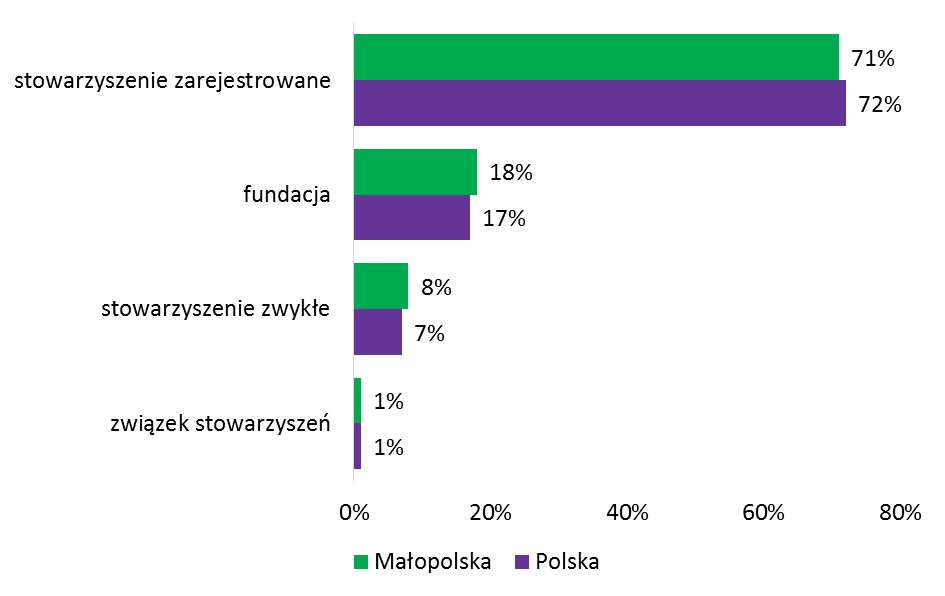 stowarzyszenie zarejestrowane
71%
72%
fundacja
18%
17%
stowarzyszenie zwykłe
8%
7%
związek stowarzyszeń
1%
1%
0% 20% 40% 60% 80%
Małopolska Polska